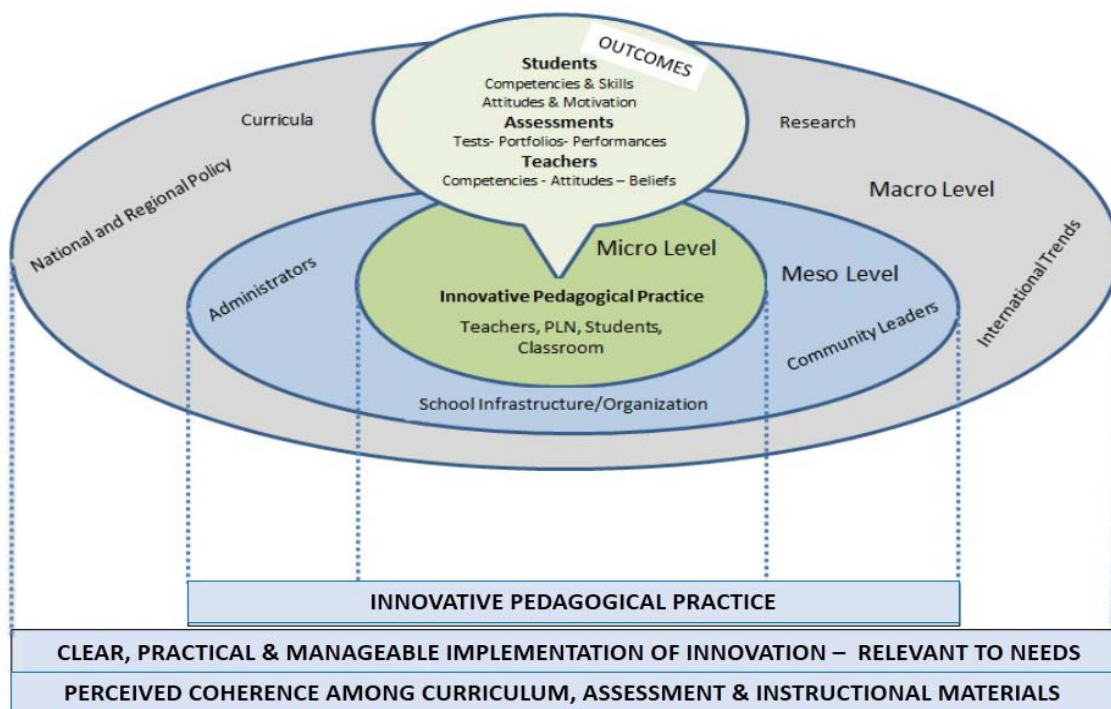 OUTCOMES
Students
Competencies & Skills
Attitudes & Motivation
Assessments
Tests- Portfolios- Performances
Teachers
Competencies - Attitudes – Beliefs
Curricula
Research
National and Regional Policy
Macro Level
International Trends
Micro Level
Meso Level
Administrators
Community Leaders
Innovative Pedagogical Practice
Teachers, PLN, Students,
Classroom
School Infrastructure/Organization
INNOVATIVE PEDAGOGICAL PRACTICE
CLEAR, PRACTICAL & MANAGEABLE IMPLEMENTATION OF INNOVATION – RELEVANT TO NEEDS
PERCEIVED COHERENCE AMONG CURRICULUM, ASSESSMENT & INSTRUCTIONAL MATERIALS